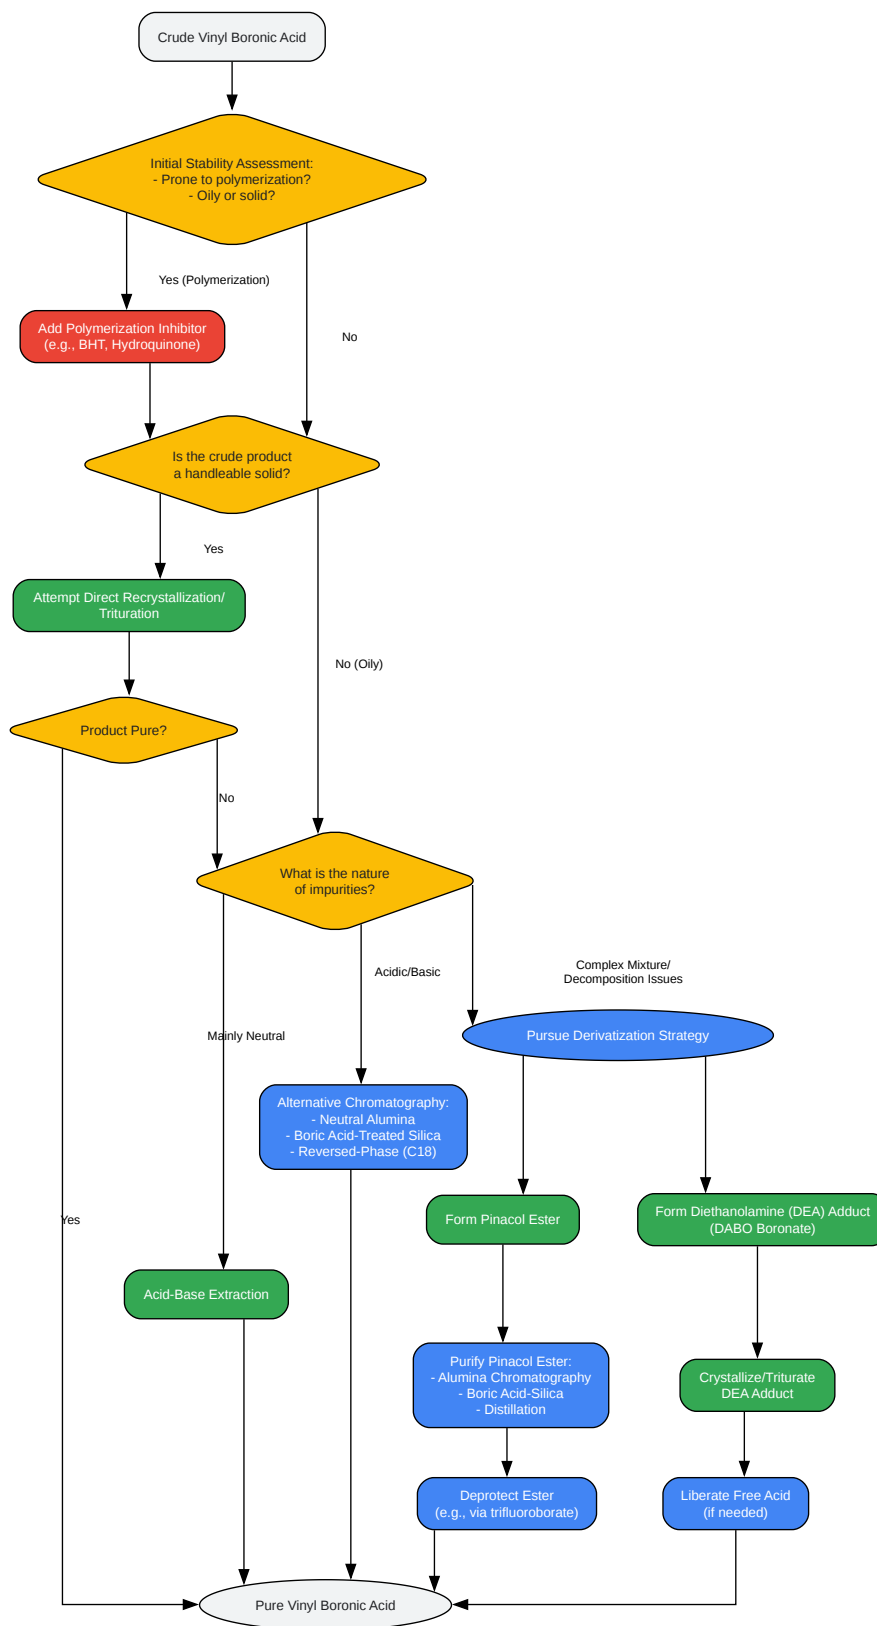 Crude Vinyl Boronic Acid
Initial Stability Assessment:
- Prone to polymerization?
- Oily or solid?
Yes (Polymerization)
No
Add Polymerization Inhibitor
(e.g., BHT, Hydroquinone)
Is the crude product
a handleable solid?
Yes
No (Oily)
Attempt Direct Recrystallization/
Trituration
Product Pure?
No
Yes
What is the nature
of impurities?
Mainly Neutral
Acidic/Basic
Complex Mixture/
Decomposition Issues
Pursue Derivatization Strategy
Alternative Chromatography:
- Neutral Alumina
- Boric Acid-Treated Silica
- Reversed-Phase (C18)
Form Pinacol Ester
Form Diethanolamine (DEA) Adduct
(DABO Boronate)
Acid-Base Extraction
Purify Pinacol Ester:
- Alumina Chromatography
- Boric Acid-Silica
- Distillation
Crystallize/Triturate
DEA Adduct
Deprotect Ester
(e.g., via trifluoroborate)
Liberate Free Acid
(if needed)
Pure Vinyl Boronic Acid